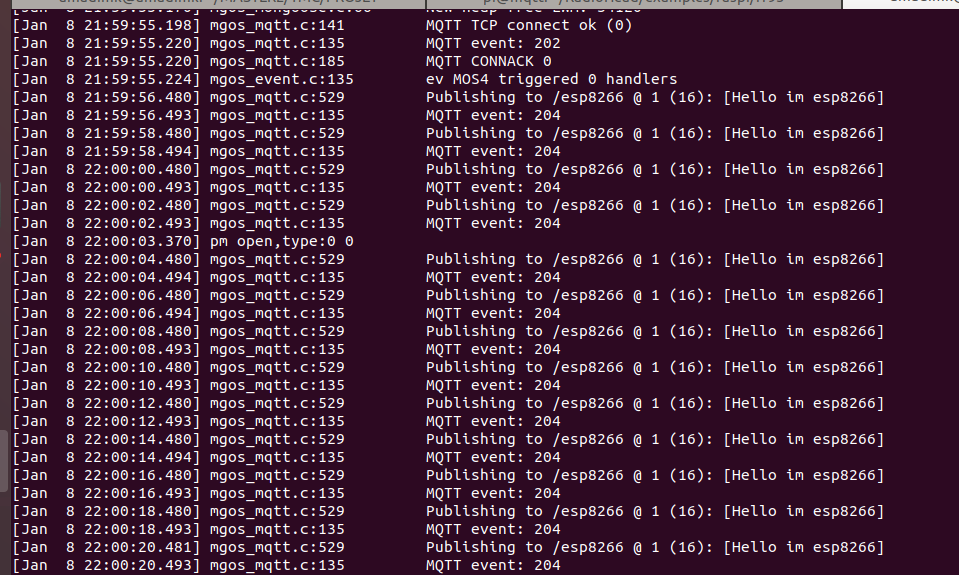 [Jan  8 21:59:55.198] mgos_mqtt.c:141         MQTT TCP connect ok (0)
[Jan  8 21:59:55.220] mgos_mqtt.c:135         MQTT event: 202
[Jan  8 21:59:55.220] mgos_mqtt.c:185         MQTT CONNACK 0
[Jan  8 21:59:55.224] mgos_event.c:135        ev MOS4 triggered 0 handlers
[Jan  8 21:59:56.480] mgos_mqtt.c:529         Publishing to /esp8266 @ 1 (16): [Hello im esp8266]
[Jan  8 21:59:56.493] mgos_mqtt.c:135         MQTT event: 204
[Jan  8 21:59:58.480] mgos_mqtt.c:529         Publishing to /esp8266 @ 1 (16): [Hello im esp8266]
[Jan  8 21:59:58.494] mgos_mqtt.c:135         MQTT event: 204
[Jan  8 22:00:00.480] mgos_mqtt.c:529         Publishing to /esp8266 @ 1 (16): [Hello im esp8266]
[Jan  8 22:00:00.493] mgos_mqtt.c:135         MQTT event: 204
[Jan  8 22:00:02.480] mgos_mqtt.c:529         Publishing to /esp8266 @ 1 (16): [Hello im esp8266]
[Jan  8 22:00:02.493] mgos_mqtt.c:135         MQTT event: 204
[Jan  8 22:00:03.370] pm open,type:0 0
[Jan  8 22:00:04.480] mgos_mqtt.c:529         Publishing to /esp8266 @ 1 (16): [Hello im esp8266]
[Jan  8 22:00:04.494] mgos_mqtt.c:135         MQTT event: 204
[Jan  8 22:00:06.480] mgos_mqtt.c:529         Publishing to /esp8266 @ 1 (16): [Hello im esp8266]
[Jan  8 22:00:06.494] mgos_mqtt.c:135         MQTT event: 204
[Jan  8 22:00:08.480] mgos_mqtt.c:529         Publishing to /esp8266 @ 1 (16): [Hello im esp8266]
[Jan  8 22:00:08.493] mgos_mqtt.c:135         MQTT event: 204
[Jan  8 22:00:10.480] mgos_mqtt.c:529         Publishing to /esp8266 @ 1 (16): [Hello im esp8266]
[Jan  8 22:00:10.493] mgos_mqtt.c:135         MQTT event: 204
[Jan  8 22:00:12.480] mgos_mqtt.c:529         Publishing to /esp8266 @ 1 (16): [Hello im esp8266]
[Jan  8 22:00:12.493] mgos_mqtt.c:135         MQTT event: 204
[Jan  8 22:00:14.480] mgos_mqtt.c:529         Publishing to /esp8266 @ 1 (16): [Hello im esp8266]
[Jan  8 22:00:14.494] mgos_mqtt.c:135         MQTT event: 204
[Jan  8 22:00:16.480] mgos_mqtt.c:529         Publishing to /esp8266 @ 1 (16): [Hello im esp8266]
[Jan  8 22:00:16.493] mgos_mqtt.c:135         MQTT event: 204
[Jan  8 22:00:18.480] mgos_mqtt.c:529         Publishing to /esp8266 @ 1 (16): [Hello im esp8266]
[Jan  8 22:00:18.493] mgos_mqtt.c:135         MQTT event: 204
[Jan  8 22:00:20.481] mgos_mqtt.c:529         Publishing to /esp8266 @ 1 (16): [Hello im esp8266]
[Jan  8 22:00:20.493] mgos_mqtt.c:135         MQTT event: 204